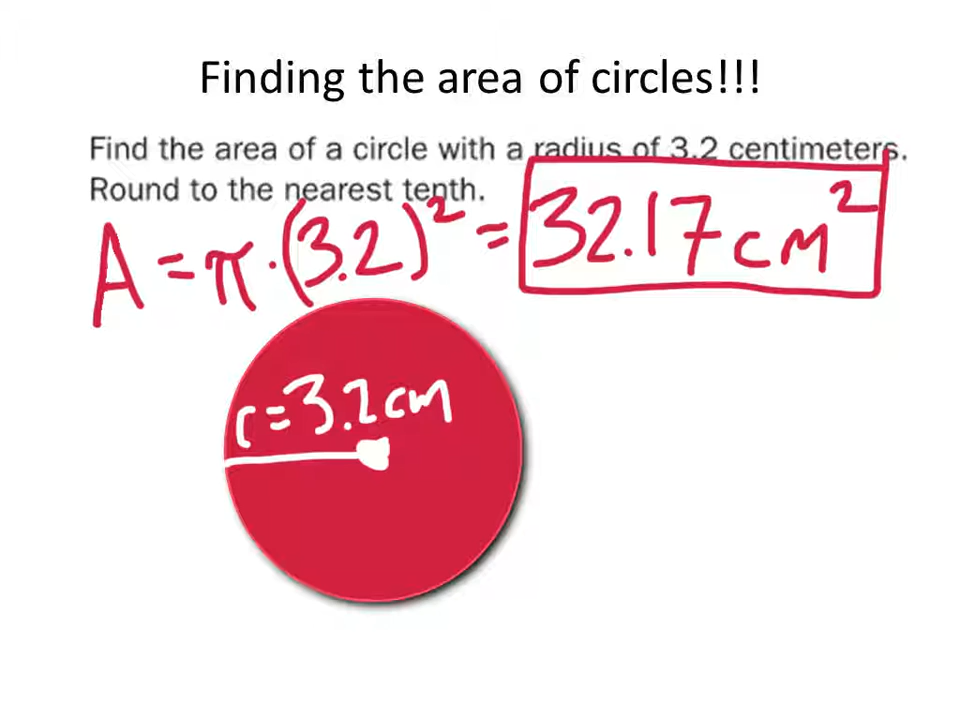 Finding the area of circles!!!
Find the area of a circle with a radius of 3.2 centimeters.
Round to the nearest tenth.
A = π · (3.2)² = 32.17 cm²
r = 3.2 cm